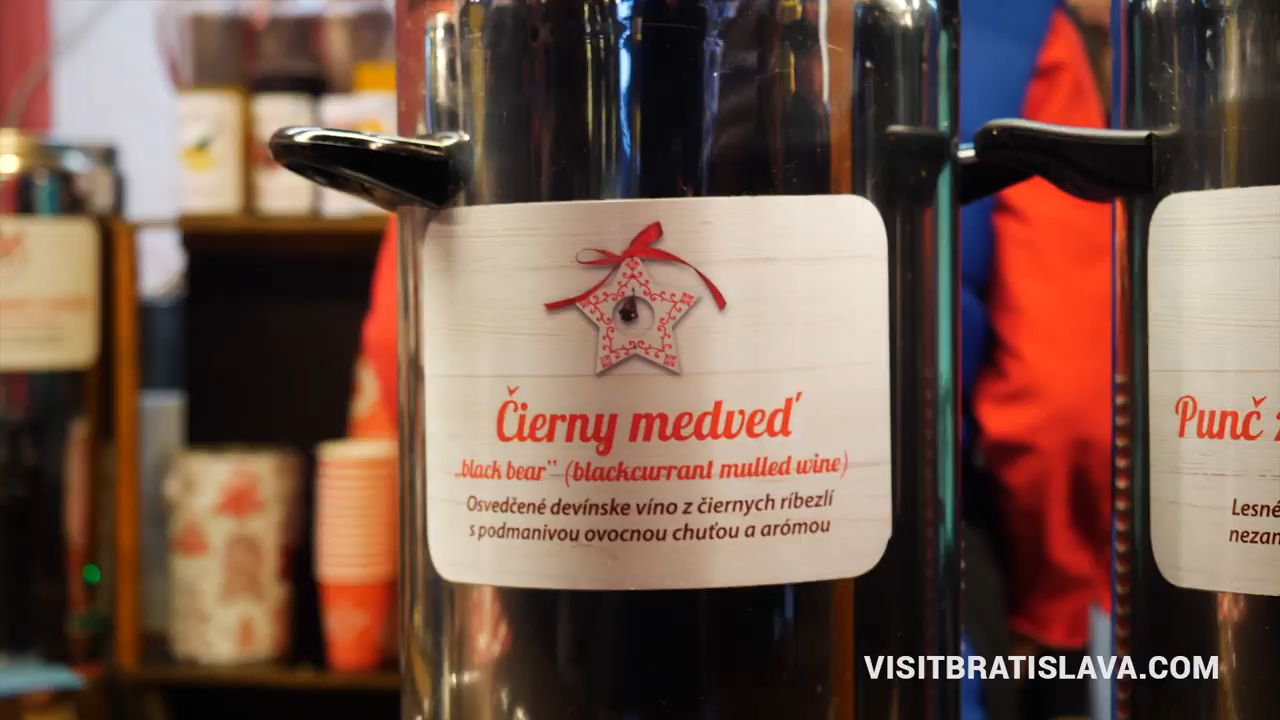 Čierny medveď
„black bear” (blackcurrant mulled wine)
Osvedčené devínske víno z čiernych ríbezlí
s podmanivou ovocnou chuťou a arómou
Punč
Lesné
VISITBRATISLAVA.COM